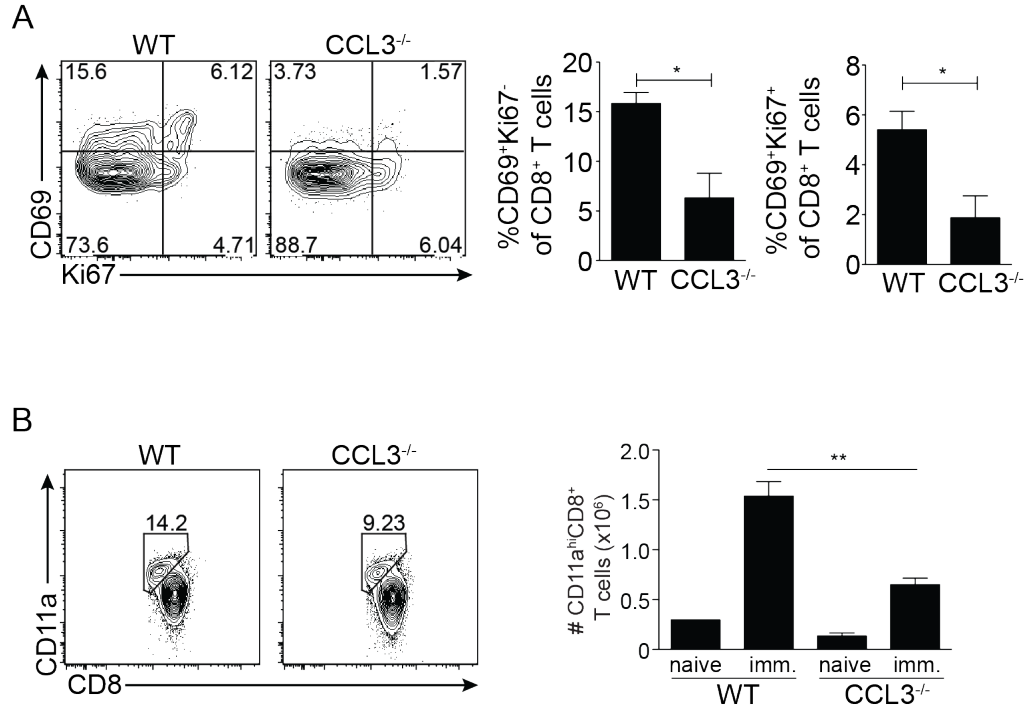 A
WT
CCL3-/-
15.6 6.12
73.6 4.71
3.73 1.57
88.7 6.04
CD69
Ki67
%CD69+Ki67-
of CD8+ T cells
20
15
10
5
0
*
WT CCL3-/-
%CD69+Ki67+
of CD8+ T cells
8
6
4
2
0
*
WT CCL3-/-
B
WT
CCL3-/-
14.2
9.23
CD11a
CD8
# CD11ahiCD8+
T cells (x10⁶)
2.0
1.5
1.0
0.5
0
**
naive imm. naive imm.
WT CCL3-/-